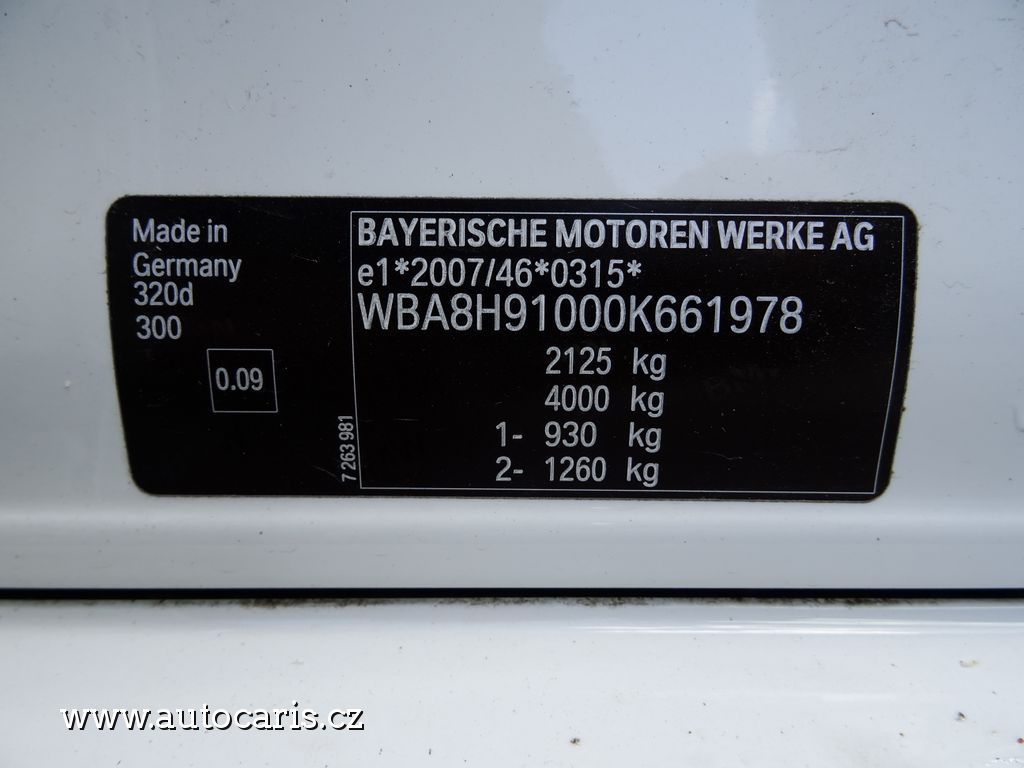 Made in
Germany
320d
300
0.09
7 263 981
BAYERISCHE MOTOREN WERKE AG
e1*2007/46*0315*
WBA8H91000K661978
2125 kg
4000 kg
1- 930 kg
2- 1260 kg
www.autocaris.cz